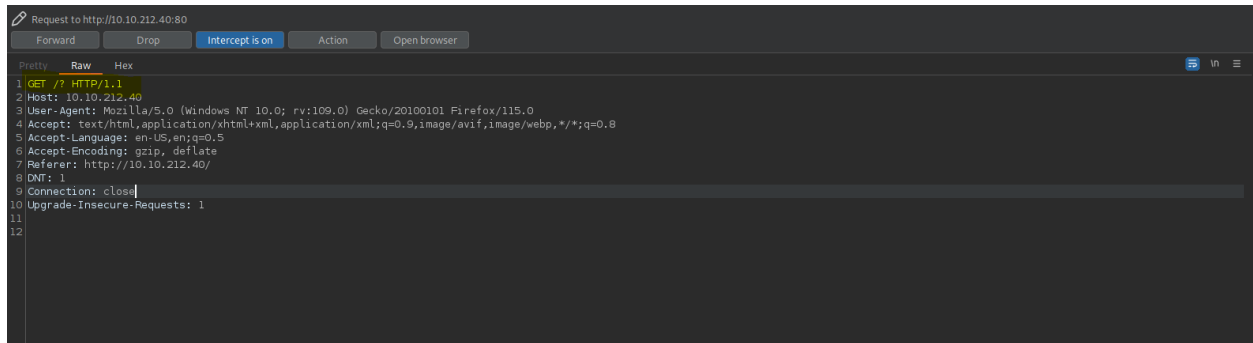 Request to http://10.10.212.40:80
Forward Drop Intercept is on Action Open browser
Pretty Raw Hex \n
1 GET /? HTTP/1.1
2 Host: 10.10.212.40
3 User-Agent: Mozilla/5.0 (Windows NT 10.0; rv:109.0) Gecko/20100101 Firefox/115.0
4 Accept: text/html,application/xhtml+xml,application/xml;q=0.9,image/avif,image/webp,*/*;q=0.8
5 Accept-Language: en-US,en;q=0.5
6 Accept-Encoding: gzip, deflate
7 Referer: http://10.10.212.40/
8 DNT: 1
9 Connection: close
10 Upgrade-Insecure-Requests: 1
11
12